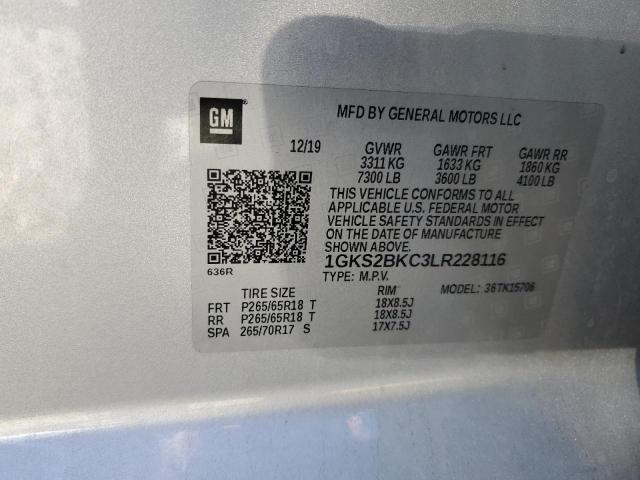 GM
®
MFD BY GENERAL MOTORS LLC
12/19 GVWR GAWR FRT GAWR RR
3311 KG 1633 KG 1860 KG
7300 LB 3600 LB 4100 LB
THIS VEHICLE CONFORMS TO ALL
APPLICABLE U.S. FEDERAL MOTOR
VEHICLE SAFETY STANDARDS IN EFFECT
ON THE DATE OF MANUFACTURE
SHOWN ABOVE.
1GKS2BKC3LR228116
636R
TYPE: M.P.V.
MODEL: 36TK15706
TIRE SIZE RIM
FRT P265/65R18 T 18X8.5J
RR P265/65R18 T 18X8.5J
SPA 265/70R17 S 17X7.5J